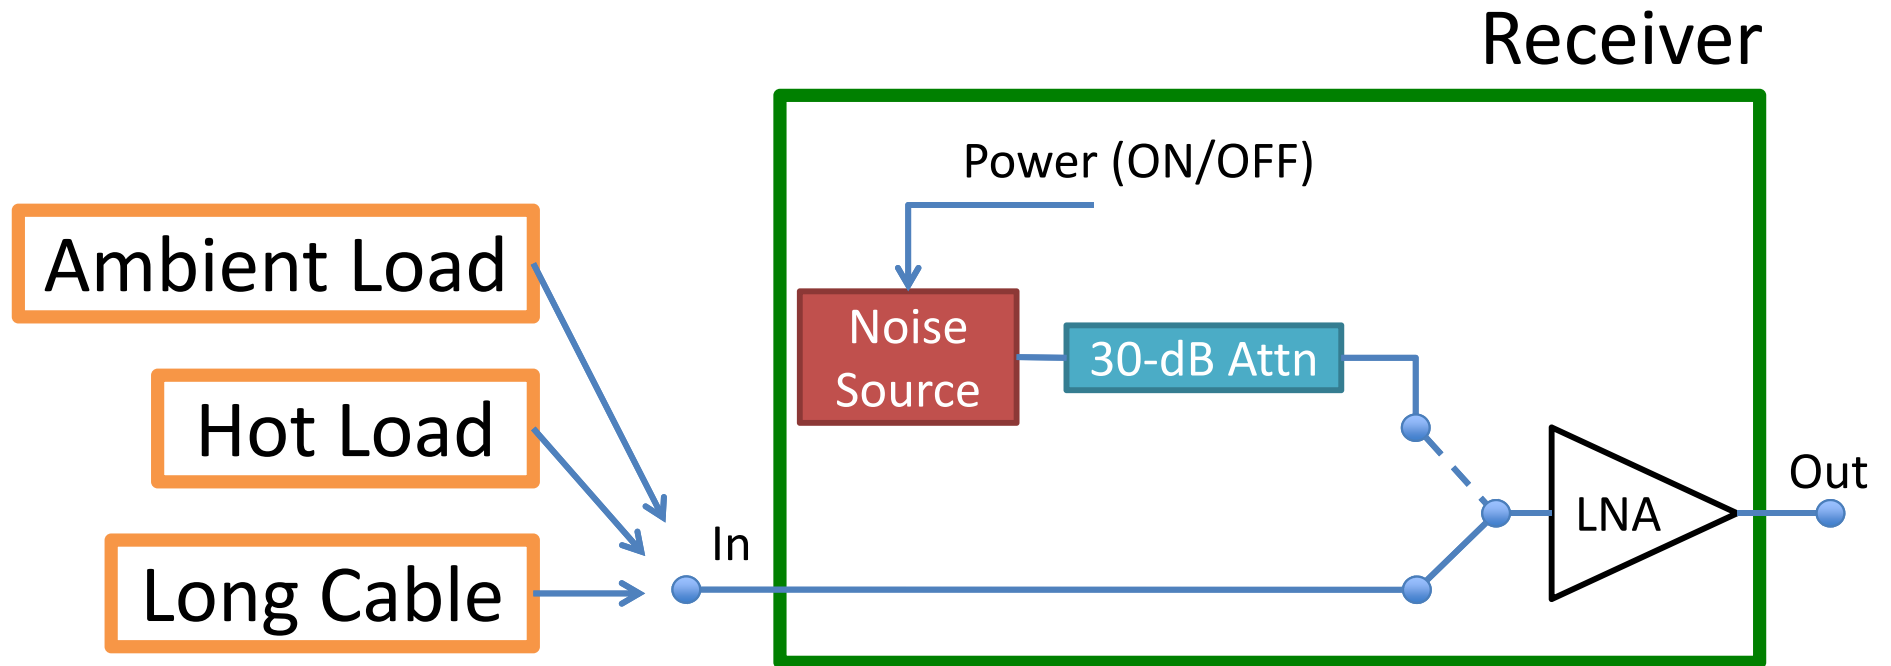 Receiver
Power (ON/OFF)
Ambient Load
Noise
Source
30-dB Attn
Hot Load
Out
LNA
In
Long Cable